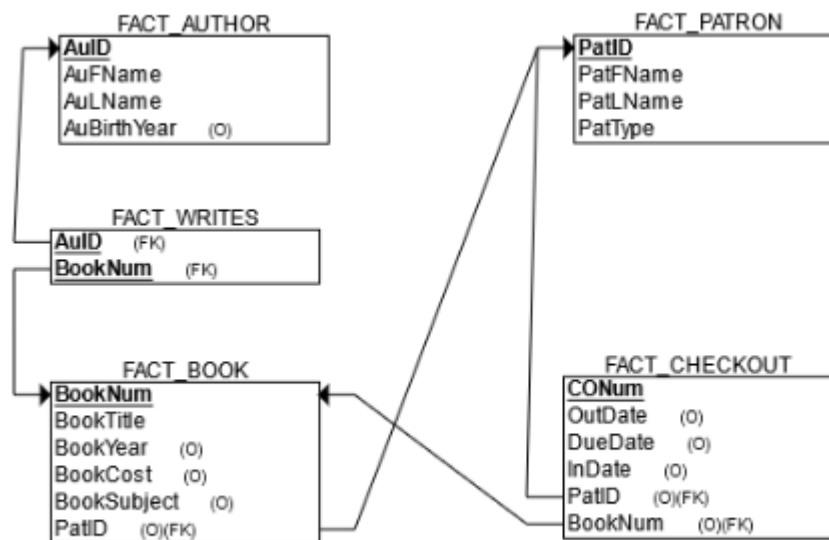 FACT_AUTHOR
AuID
AuFName
AuLName
AuBirthYear (O)
FACT_PATRON
PatID
PatFName
PatLName
PatType
FACT_WRITES
AuID (FK)
BookNum (FK)
FACT_BOOK
BookNum
BookTitle
BookYear (O)
BookCost (O)
BookSubject (O)
PatID (O)(FK)
FACT_CHECKOUT
CONum
OutDate (O)
DueDate (O)
InDate (O)
PatID (O)(FK)
BookNum (O)(FK)